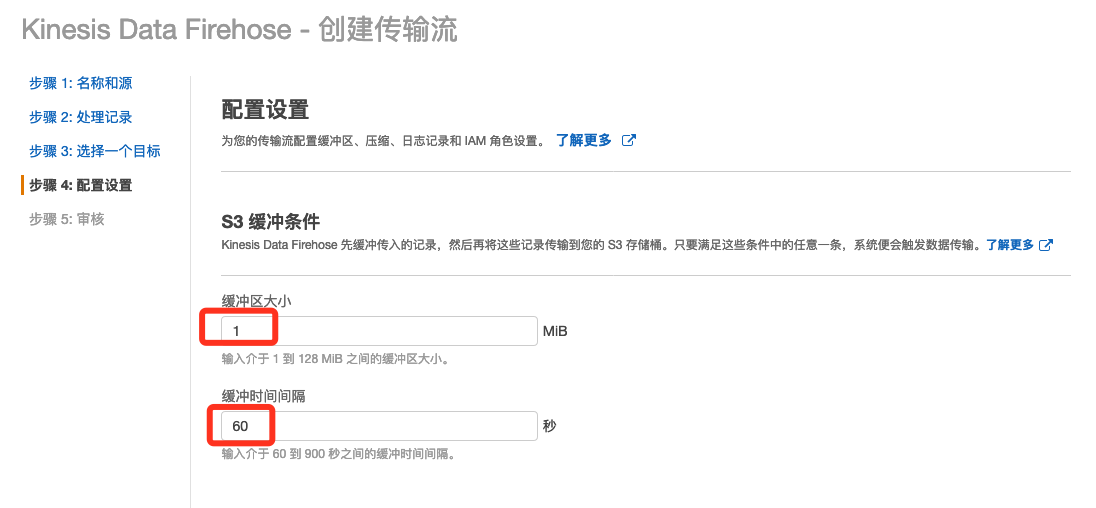 Kinesis Data Firehose - 创建传输流
步骤 1: 名称和源
步骤 2: 处理记录
步骤 3: 选择一个目标
步骤 4: 配置设置
步骤 5: 审核
配置设置
为您的传输流配置缓冲区、压缩、日志记录和 IAM 角色设置。 了解更多
S3 缓冲条件
Kinesis Data Firehose 先缓冲传入的记录，然后再将这些记录传输到您的 S3 存储桶。只要满足这些条件中的任意一条，系统便会触发数据传输。了解更多
缓冲区大小
1 MiB
输入介于 1 到 128 MiB 之间的缓冲区大小。
缓冲时间间隔
60 秒
输入介于 60 到 900 秒之间的缓冲时间间隔。